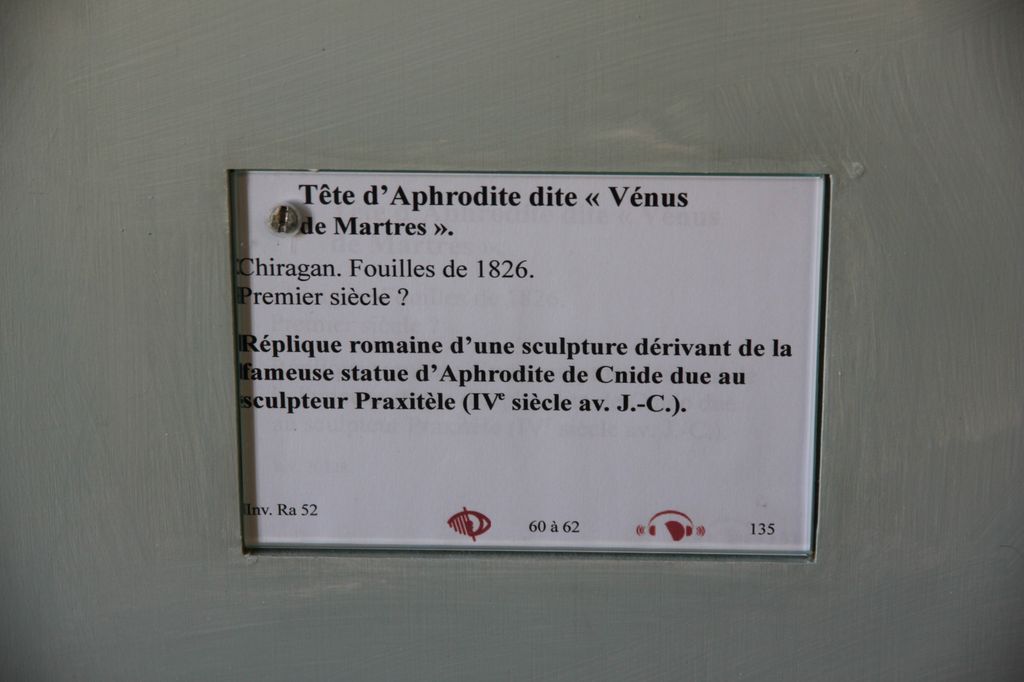 Tête d’Aphrodite dite « Vénus
de Martres ».
Chiragan. Fouilles de 1826.
Premier siècle ?
Réplique romaine d’une sculpture dérivant de la
fameuse statue d’Aphrodite de Cnide due au
sculpteur Praxitèle (IVᵉ siècle av. J.-C.).
Inv. Ra 52
60 à 62
135